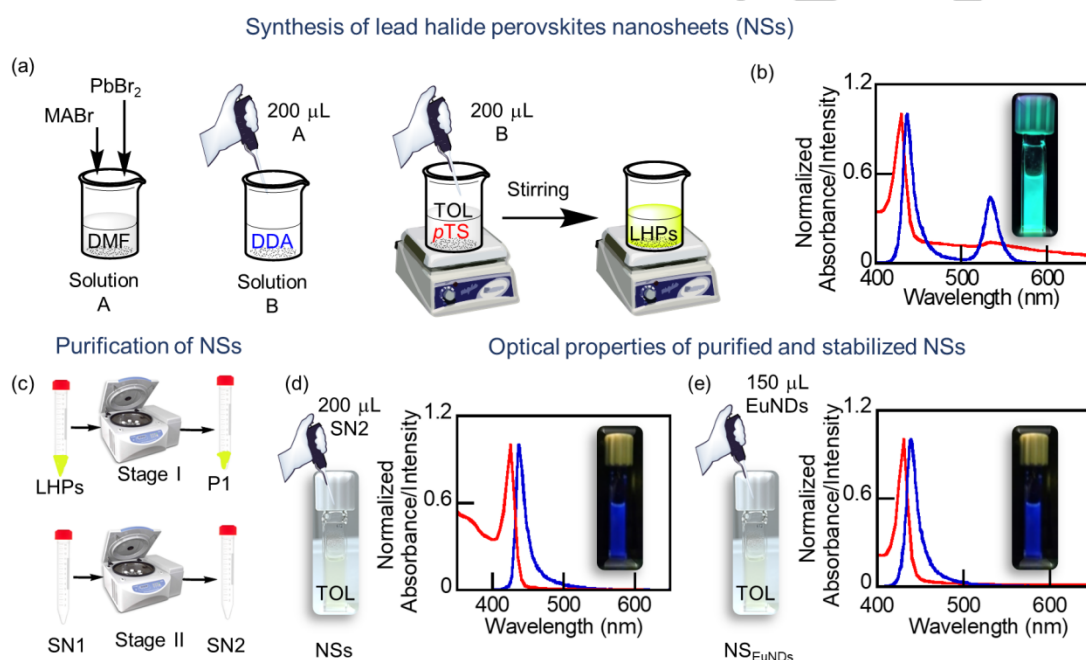 Synthesis of lead halide perovskites nanosheets (NSs)
(a)
PbBr2
MABr
DMF
Solution
A
200 μL
A
DDA
Solution
B
200 μL
B
TOL
pTS
Stirring
LHPs
(b)
Normalized
Absorbance/Intensity
1.2
0.6
0
400 500 600
Wavelength (nm)
Purification of NSs
(c)
LHPs
Stage I
P1
SN1
Stage II
SN2
Optical properties of purified and stabilized NSs
(d)
200 μL
SN2
TOL
NSs
Normalized
Absorbance/Intensity
1.2
0.6
0
400 500 600
Wavelength (nm)
(e)
150 μL
EuNDs
TOL
NSEuNDs
Normalized
Absorbance/Intensity
1.2
0.6
0
400 500 600
Wavelength (nm)